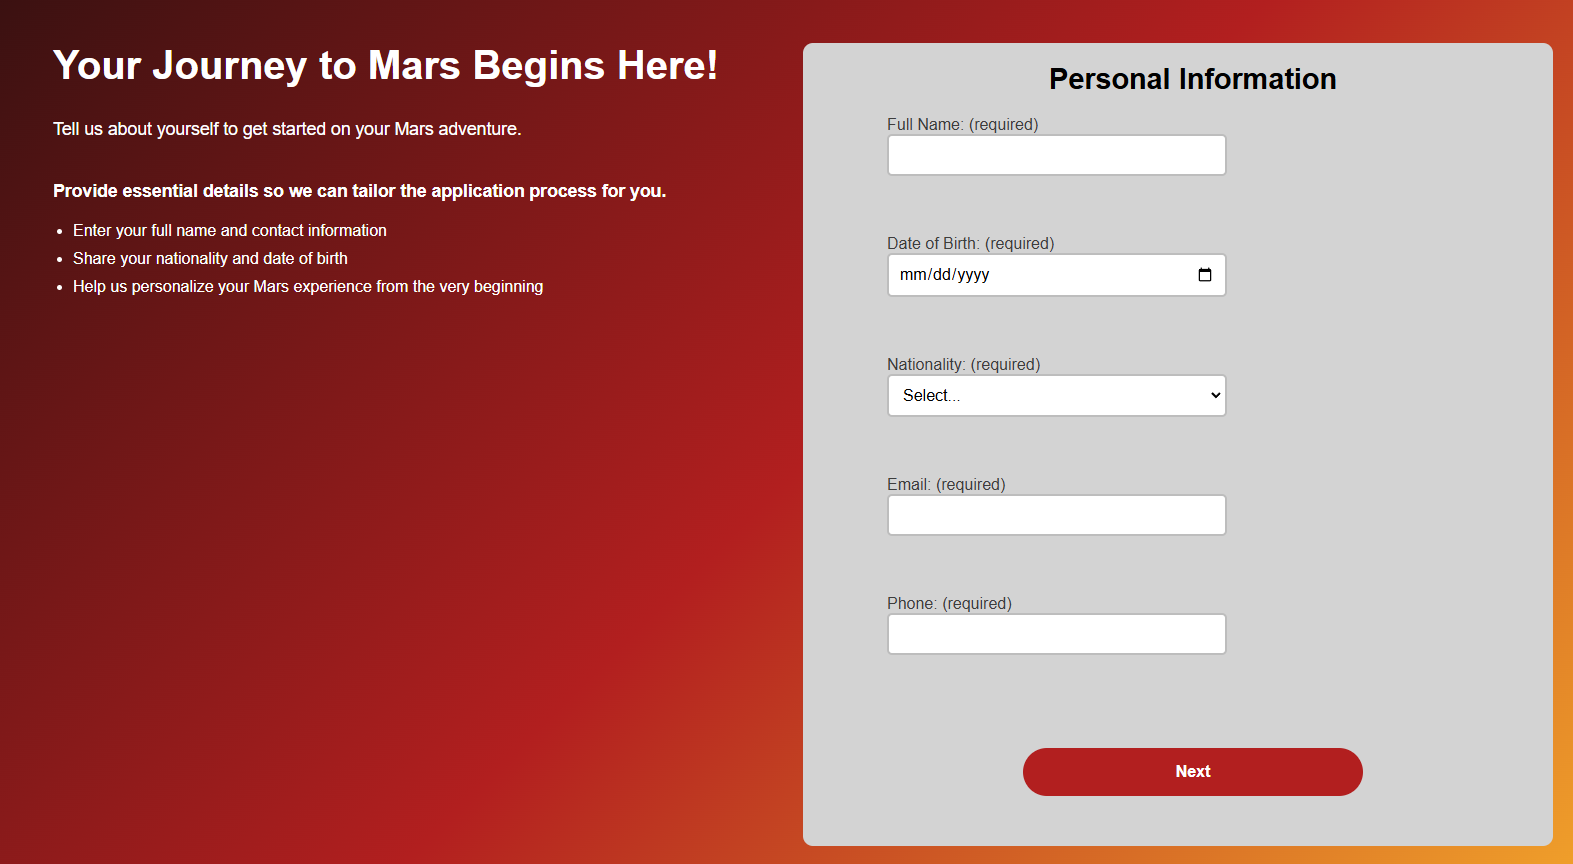 Your Journey to Mars Begins Here!
Tell us about yourself to get started on your Mars adventure.
Provide essential details so we can tailor the application process for you.
• Enter your full name and contact information
• Share your nationality and date of birth
• Help us personalize your Mars experience from the very beginning
Personal Information
Full Name: (required)
Date of Birth: (required)
mm/dd/yyyy
Nationality: (required)
Select...
Email: (required)
Phone: (required)
Next